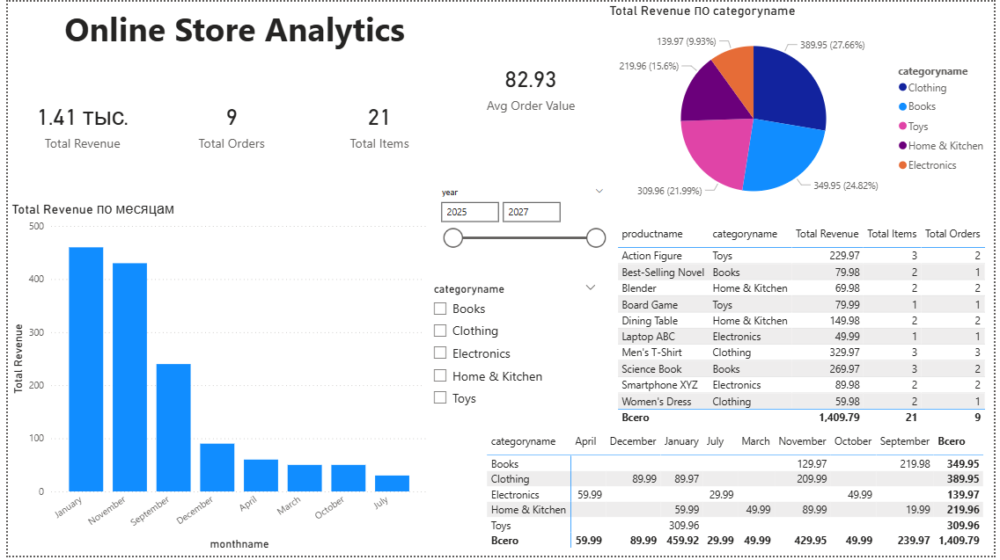 Online Store Analytics
1.41 тыс.
Total Revenue
9
Total Orders
21
Total Items
82.93
Avg Order Value
Total Revenue по categoryname
139.97 (9.93%)
389.95 (27.66%)
219.96 (15.6%)
309.96 (21.99%)
349.95 (24.82%)
categoryname
Clothing
Books
Toys
Home & Kitchen
Electronics
year
2025 2027
categoryname
Books
Clothing
Electronics
Home & Kitchen
Toys
Total Revenue по месяцам
Total Revenue
500
400
300
200
100
0
January November September December April March October July
monthname
productname categoryname Total Revenue Total Items Total Orders
Action Figure Toys 229.97 3 2
Best-Selling Novel Books 79.98 2 1
Blender Home & Kitchen 69.98 2 2
Board Game Toys 79.99 1 1
Dining Table Home & Kitchen 149.98 2 2
Laptop ABC Electronics 49.99 1 1
Men's T-Shirt Clothing 329.97 3 3
Science Book Books 269.97 3 2
Smartphone XYZ Electronics 89.98 2 2
Women's Dress Clothing 59.98 2 1
Всего 1,409.79 21 9
categoryname April December January July March November October September Всего
Books 129.97 219.98 349.95
Clothing 89.99 89.97 209.99 389.95
Electronics 59.99 29.99 49.99 139.97
Home & Kitchen 59.99 49.99 89.99 19.99 219.96
Toys 309.96 309.96
Всего 59.99 89.99 459.92 29.99 49.99 429.95 49.99 239.97 1,409.79